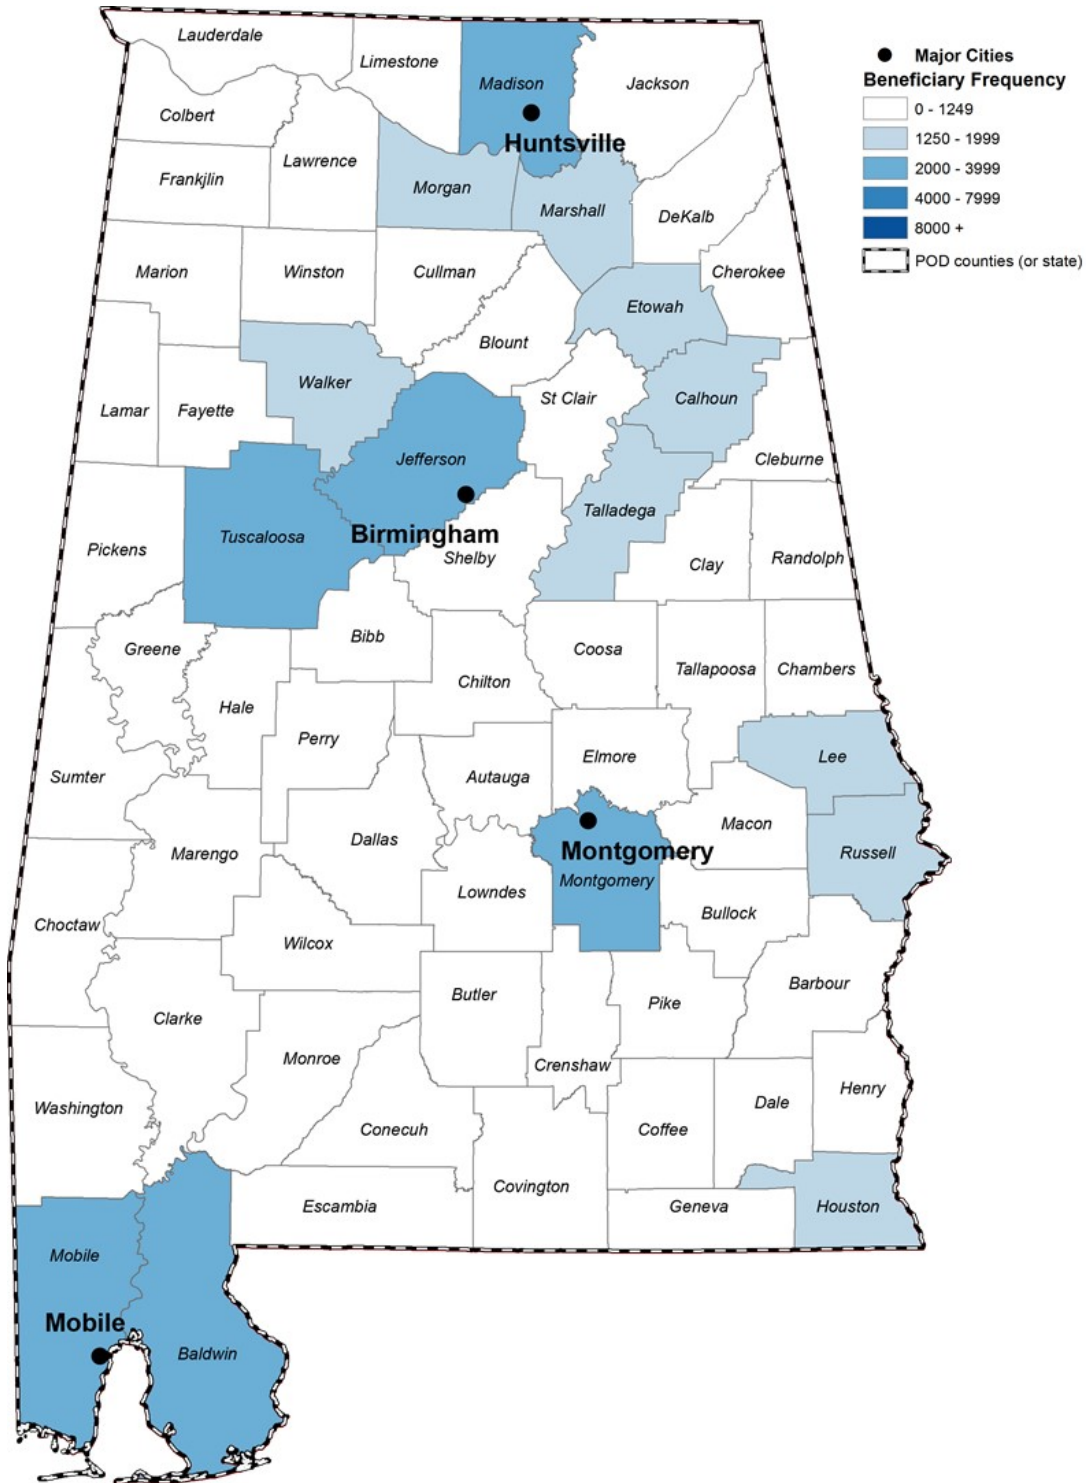 Lauderdale
Limestone
Madison
Jackson
Colbert
Huntsville
Lawrence
Frankjlin
Morgan
Marshall
DeKalb
Marion
Winston
Cullman
Cherokee
Etowah
Blount
Walker
St Clair
Calhoun
Lamar
Fayette
Jefferson
Cleburne
Talladega
Birmingham
Tuscaloosa
Pickens
Shelby
Clay
Randolph
Greene
Bibb
Coosa
Tallapoosa
Chambers
Chilton
Hale
Perry
Elmore
Lee
Sumter
Autauga
Macon
Dallas
Marengo
Montgomery
Russell
Montgomery
Lowndes
Bullock
Choctaw
Wilcox
Barbour
Butler
Pike
Clarke
Monroe
Crenshaw
Henry
Washington
Dale
Conecuh
Coffee
Covington
Escambia
Geneva
Houston
Mobile
Mobile
Baldwin
Major Cities
Beneficiary Frequency
0 - 1249
1250 - 1999
2000 - 3999
4000 - 7999
8000 +
POD counties (or state)